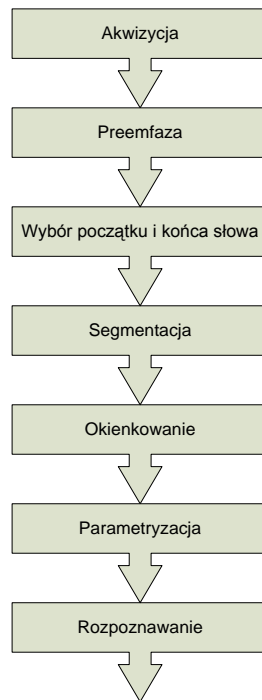 Akwizycja
Preemfaza
Wybór początku i końca słowa
Segmentacja
Okienkowanie
Parametryzacja
Rozpoznawanie